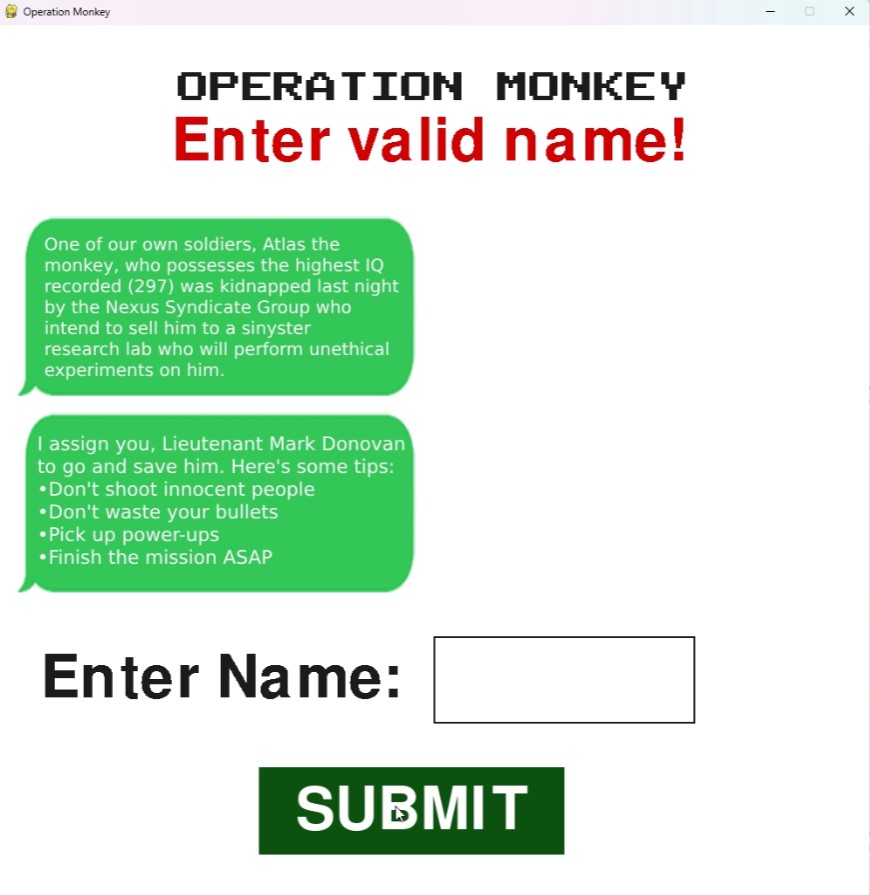 Operation Monkey
OPERATION MONKEY
Enter valid name!
One of our own soldiers, Atlas the
monkey, who possesses the highest IQ
recorded (297) was kidnapped last night
by the Nexus Syndicate Group who
intend to sell him to a sinyster
research lab who will perform unethical
experiments on him.
I assign you, Lieutenant Mark Donovan
to go and save him. Here's some tips:
•Don't shoot innocent people
•Don't waste your bullets
•Pick up power-ups
•Finish the mission ASAP
Enter Name:
SUBMIT